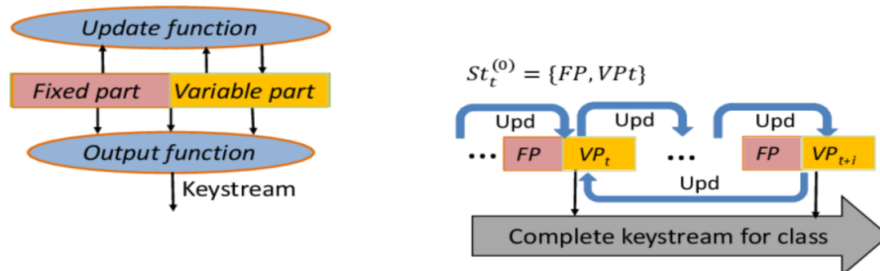 Update function
Fixed part Variable part
Output function
Keystream
St_t^(0) = {FP, VPt}
Upd Upd Upd
... FP VP_t ... FP VP_{t+i}
Upd
Complete keystream for class